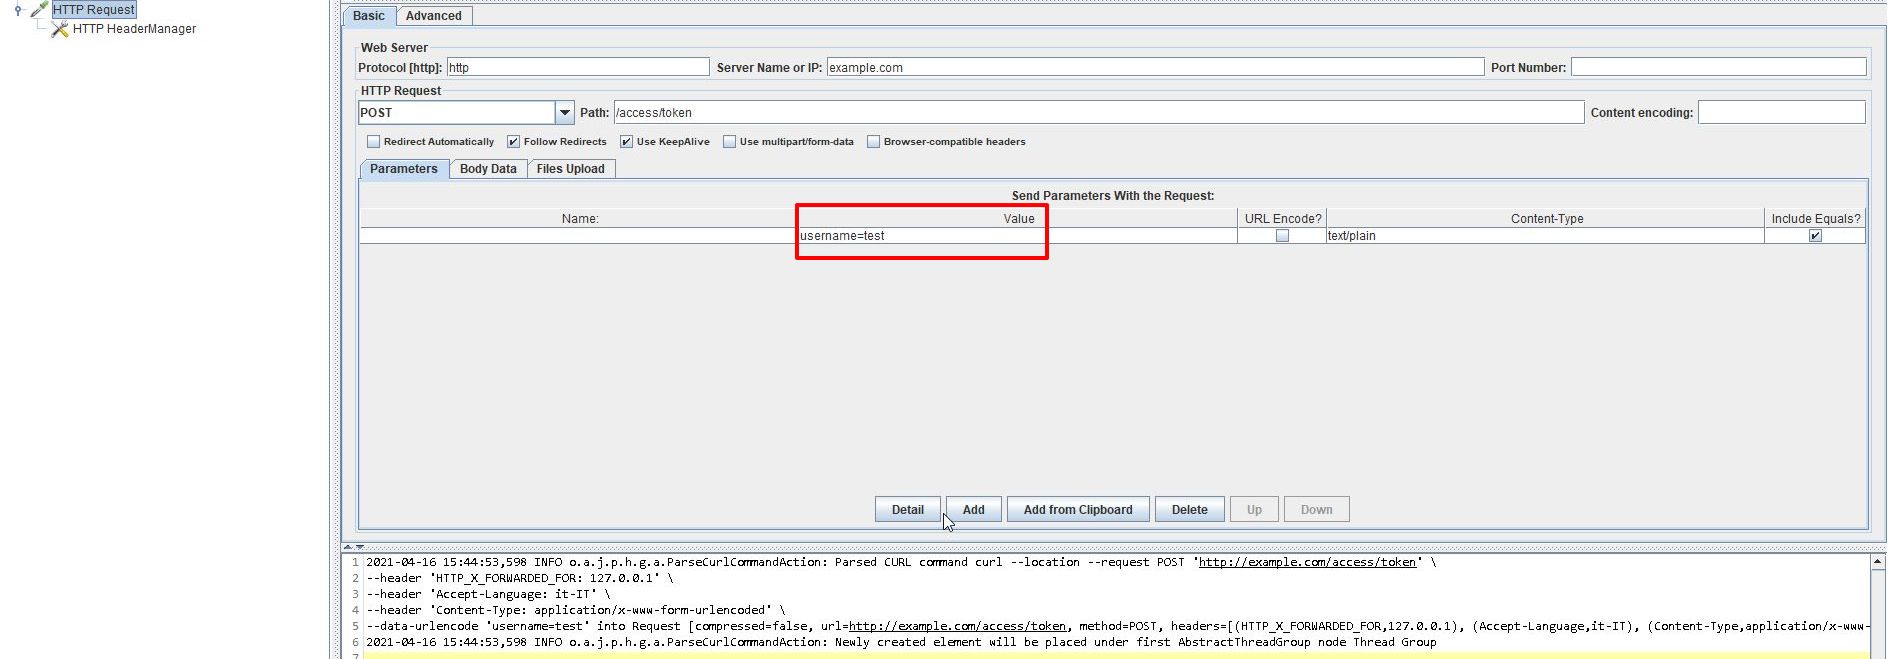 HTTP Request
HTTP HeaderManager
Basic Advanced
Web Server
Protocol [http]: http Server Name or IP: example.com Port Number:
HTTP Request
POST Path: /access/token Content encoding:
Redirect Automatically Follow Redirects Use KeepAlive Use multipart/form-data Browser-compatible headers
Parameters Body Data Files Upload
Send Parameters With the Request:
Name: Value URL Encode? Content-Type Include Equals?
username=test text/plain
Detail Add Add from Clipboard Delete Up Down
1 2021-04-16 15:44:53,598 INFO o.a.j.p.h.g.a.ParseCurlCommandAction: Parsed CURL command curl --location --request POST 'http://example.com/access/token' \
2 --header 'HTTP_X_FORWARDED_FOR: 127.0.0.1' \
3 --header 'Accept-Language: it-IT' \
4 --header 'Content-Type: application/x-www-form-urlencoded' \
5 --data-urlencode 'username=test' into Request [compressed=false, url=http://example.com/access/token, method=POST, headers=[(HTTP_X_FORWARDED_FOR,127.0.0.1), (Accept-Language,it-IT), (Content-Type,application/x-www-
6 2021-04-16 15:44:53,598 INFO o.a.j.p.h.g.a.ParseCurlCommandAction: Newly created element will be placed under first AbstractThreadGroup node Thread Group
7